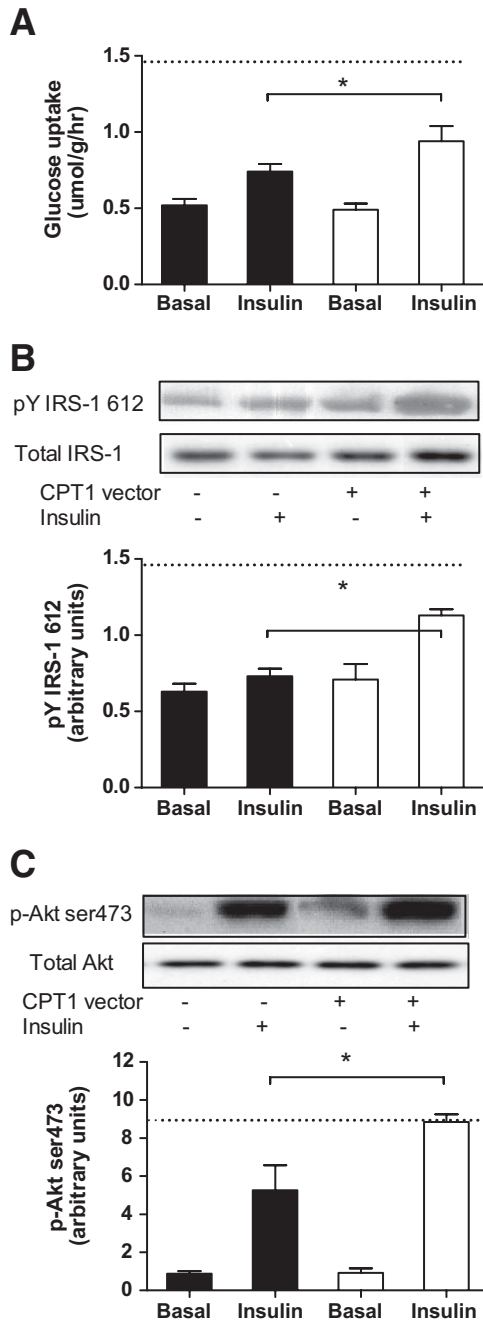 A
Glucose uptake
(umol/g/hr)
1.5
1.0
0.5
0.0
*
Basal Insulin Basal Insulin
B
pY IRS-1 612
Total IRS-1
CPT1 vector - - + +
Insulin - + - +
pY IRS-1 612
(arbitrary units)
1.5
1.0
0.5
0.0
*
Basal Insulin Basal Insulin
C
p-Akt ser473
Total Akt
CPT1 vector - - + +
Insulin - + - +
p-Akt ser473
(arbitrary units)
12
10
8
6
4
2
0
*
Basal Insulin Basal Insulin